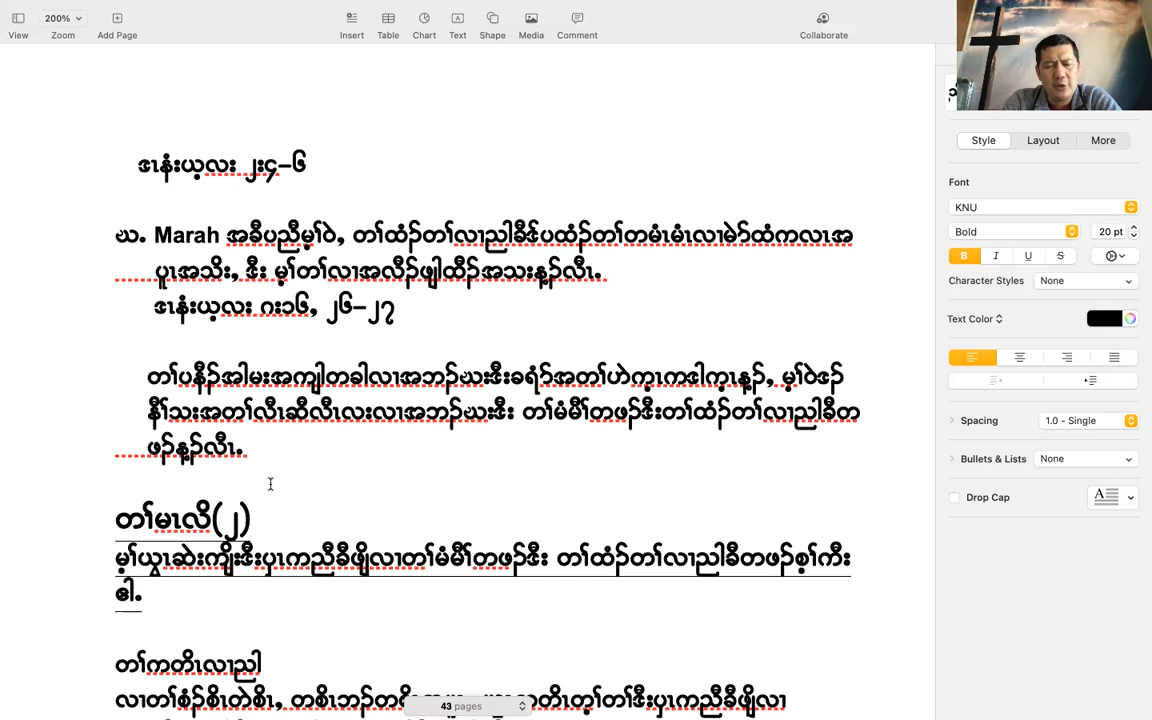 200%
View
Zoom
Add Page
Insert
Table
Chart
Text
Shape
Media
Comment
Collaborate
ဒၤနံးယ့လး ၂း၄–၆
ဃ. Marah အခီပညီမ့ၢ်ဝဲ, တၢ်ထံၣ်တၢ်လၢညါခီဒ်ပထံၣ်တၢ်တမံၤမံၤလၢမဲာ်ထံကလၤအ
ပူၤအသိး, ဒီး မ့ၢ်တၢ်လၢအလီၣ်ဖျါထီၣ်အသးန့ၣ်လီၤ.
ဒၤနံးယ့လး ဂး၁၆, ၂၆–၂၇
တၢ်ပနီၣ်အါမးအကျါတခါလၢအဘၣ်ဃးဒီးခရံာ်အတၢ်ဟဲက့ၤကဒါက့ၤန့ၣ်, မ့ၢ်ဝဲဒၣ်
နီၢ်သးအတၢ်လီၤဆီလီၤလးလၢအဘၣ်ဃးဒီး တၢ်မံမီၢ်တဖၣ်ဒီးတၢ်ထံၣ်တၢ်လၢညါခီတ
ဖၣ်န့ၣ်လီၤ.
တၢ်မၤလိ(၂)
မ့ၢ်ယွၤဆဲးကျိးဒီးပှၤကညီခီဖျိလၢတၢ်မံမီၢ်တဖၣ်ဒီး တၢ်ထံၣ်တၢ်လၢညါခီတဖၣ်စ့ၢ်ကီး
ဧါ.
တၢ်ကတိၤလၢညါ
43 pages
Style
Layout
More
Font
KNU
Bold
20 pt
B I U S
Character Styles
None
Text Color
Spacing
1.0 - Single
Bullets & Lists
None
Drop Cap
A